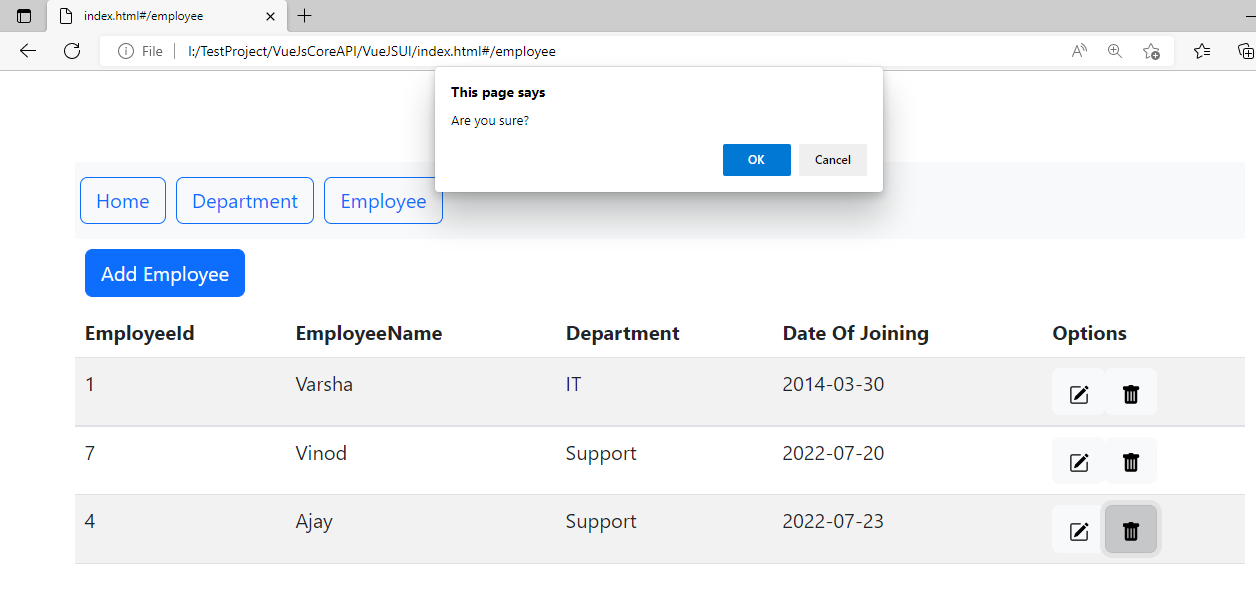 index.html#/employee
File
I:/TestProject/VueJsCoreAPI/VueJSUI/index.html#/employee
This page says
Are you sure?
OK Cancel
Home Department Employee
Add Employee
EmployeeId EmployeeName Department Date Of Joining Options
1 Varsha IT 2014-03-30
7 Vinod Support 2022-07-20
4 Ajay Support 2022-07-23